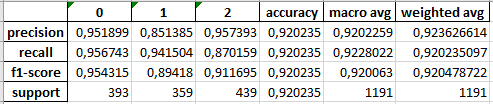 0 1 2 accuracy macro avg weighted avg
precision 0,951899 0,851385 0,957393 0,920235 0,9202259 0,923626614
recall 0,956743 0,941504 0,870159 0,920235 0,9228022 0,920235097
f1-score 0,954315 0,89418 0,911695 0,920235 0,920063 0,920478722
support 393 359 439 0,920235 1191 1191